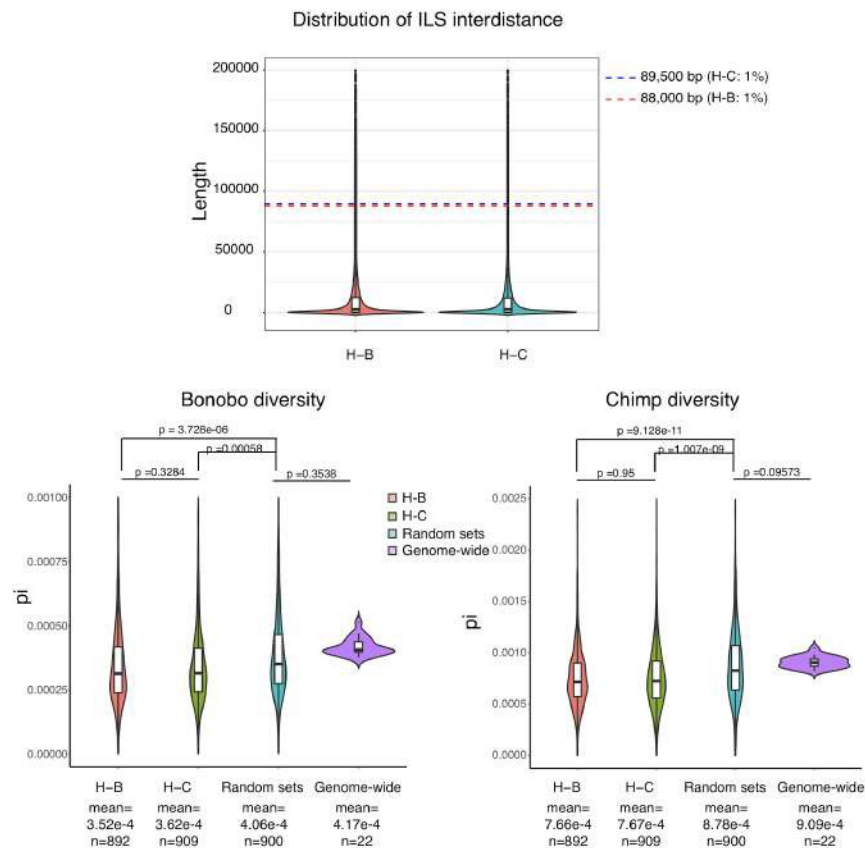 Distribution of ILS interdistance
200000
150000
100000
50000
0
Length
H−B
H−C
89,500 bp (H-C: 1%)
88,000 bp (H-B: 1%)
Bonobo diversity
p = 3.728e-06
p =0.00058
p =0.3284
p =0.3538
0.00100
0.00075
0.00050
0.00025
0.00000
pi
H-B
H-C
Random sets
Genome-wide
H−B H−C Random sets Genome−wide
mean= mean= mean= mean=
3.52e-4 3.62e-4 4.06e-4 4.17e-4
n=892 n=909 n=900 n=22
Chimp diversity
p =9.128e-11
p =1.007e-09
p =0.95
p =0.09573
0.0025
0.0020
0.0015
0.0010
0.0005
0.0000
pi
H−B H−C Random sets Genome−wide
mean= mean= mean= mean=
7.66e-4 7.67e-4 8.78e-4 9.09e-4
n=892 n=909 n=900 n=22